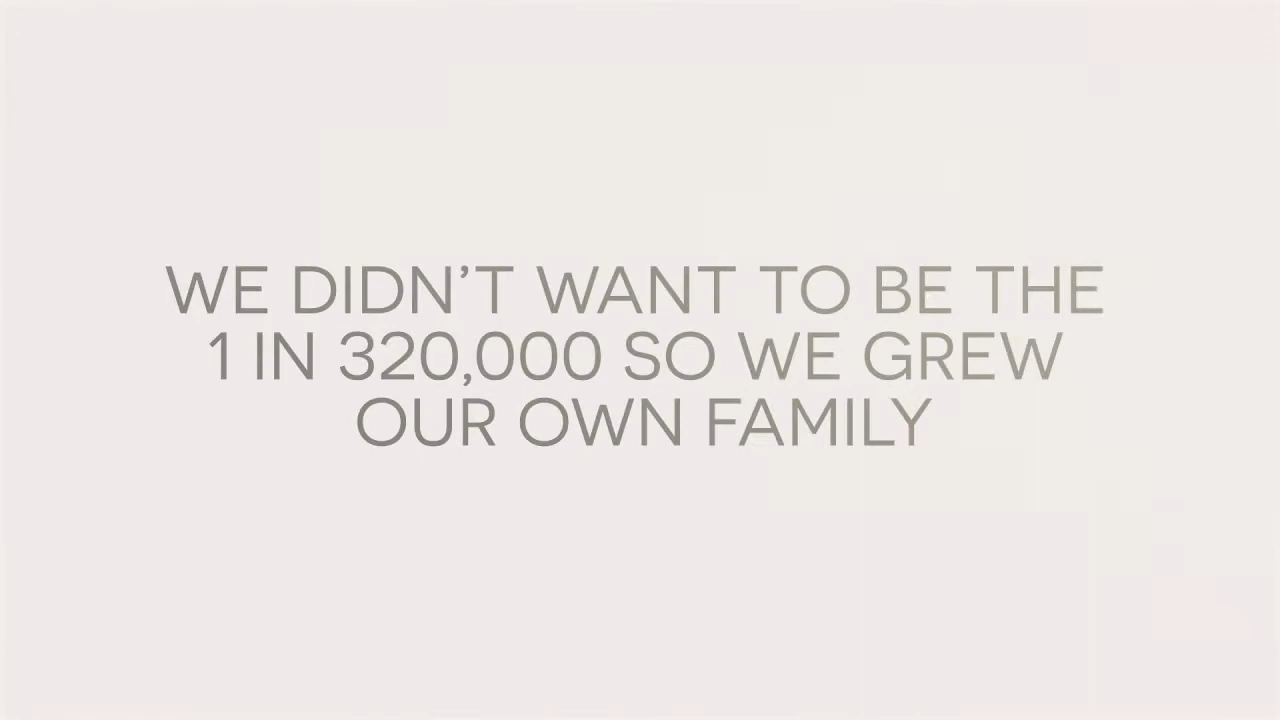 WE DIDN’T WANT TO BE THE
1 IN 320,000 SO WE GREW
OUR OWN FAMILY